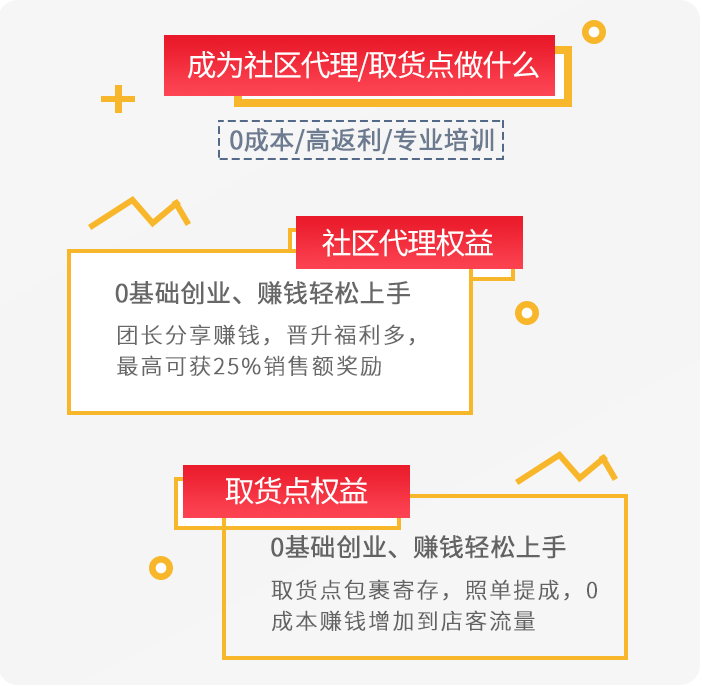 成为社区代理/取货点做什么
0成本/高返利/专业培训
社区代理权益
0基础创业、赚钱轻松上手
团长分享赚钱，晋升福利多，
最高可获25%销售额奖励
取货点权益
0基础创业、赚钱轻松上手
取货点包裹寄存，照单提成，0
成本赚钱增加到店客流量